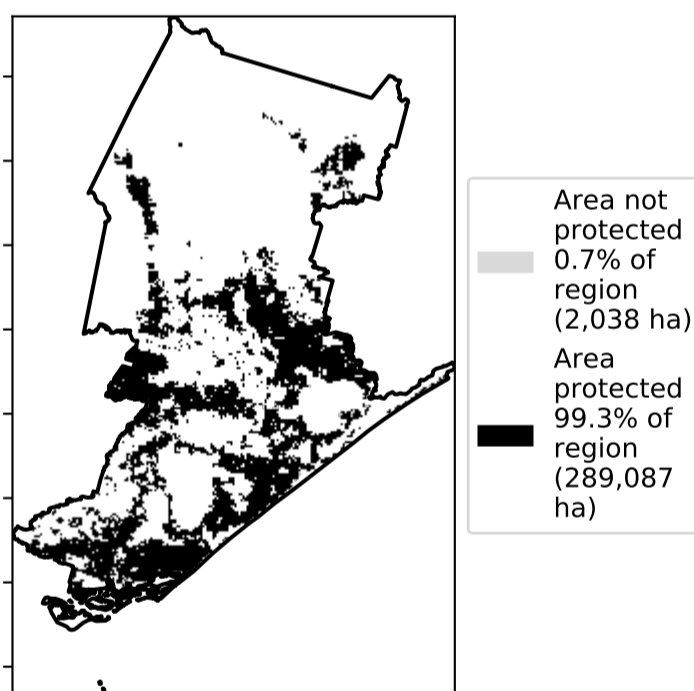 Area not
protected
0.7% of
region
(2,038 ha)
Area
protected
99.3% of
region
(289,087
ha)